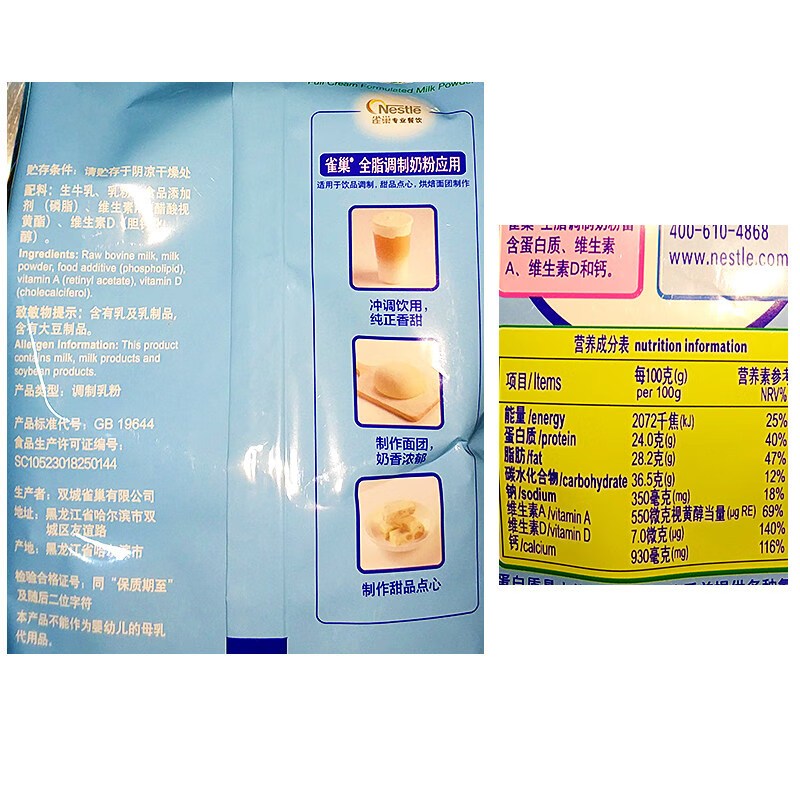 Full Cream Formulated Milk Powder
Nestlé
雀巢专业餐饮
贮存条件：请贮存于阴凉干燥处
配料：生牛乳、乳粉、食品添加
剂（磷脂）、维生素A（醋酸视
黄酯）、维生素D（胆钙化
醇）。
Ingredients: Raw bovine milk, milk
powder, food additive (phospholipid),
vitamin A (retinyl acetate), vitamin D
(cholecalciferol).
致敏物提示：含有乳及乳制品，
含有大豆制品。
Allergen Information: This product
contains milk, milk products and
soybean products.
产品类型：调制乳粉
产品标准代号：GB 19644
食品生产许可证编号：
SC10523018250144
生产者：双城雀巢有限公司
地址：黑龙江省哈尔滨市双
城区友谊路
产地：黑龙江省哈尔滨市
检验合格证号：同“保质期至”
及随后二位字符
本产品不能作为婴幼儿的母乳
代用品。
雀巢® 全脂调制奶粉应用
适用于饮品调制，甜品点心，烘焙面团制作
冲调饮用，
纯正香甜
制作面团，
奶香浓郁
制作甜品点心
雀巢®全脂调制奶粉富
含蛋白质、维生素
A、维生素D和钙。
400-610-4868
www.nestle.com
营养成分表 nutrition information
项目/Items 每100克(g) per 100g 营养素参考 NRV%
能量/energy 2072千焦(kJ) 25%
蛋白质/protein 24.0克(g) 40%
脂肪/fat 28.2克(g) 47%
碳水化合物/carbohydrate 36.5克(g) 12%
钠/sodium 350毫克(mg) 18%
维生素A/vitamin A 550微克视黄醇当量(μg RE) 69%
维生素D/vitamin D 7.0微克(μg) 140%
钙/calcium 930毫克(mg) 116%